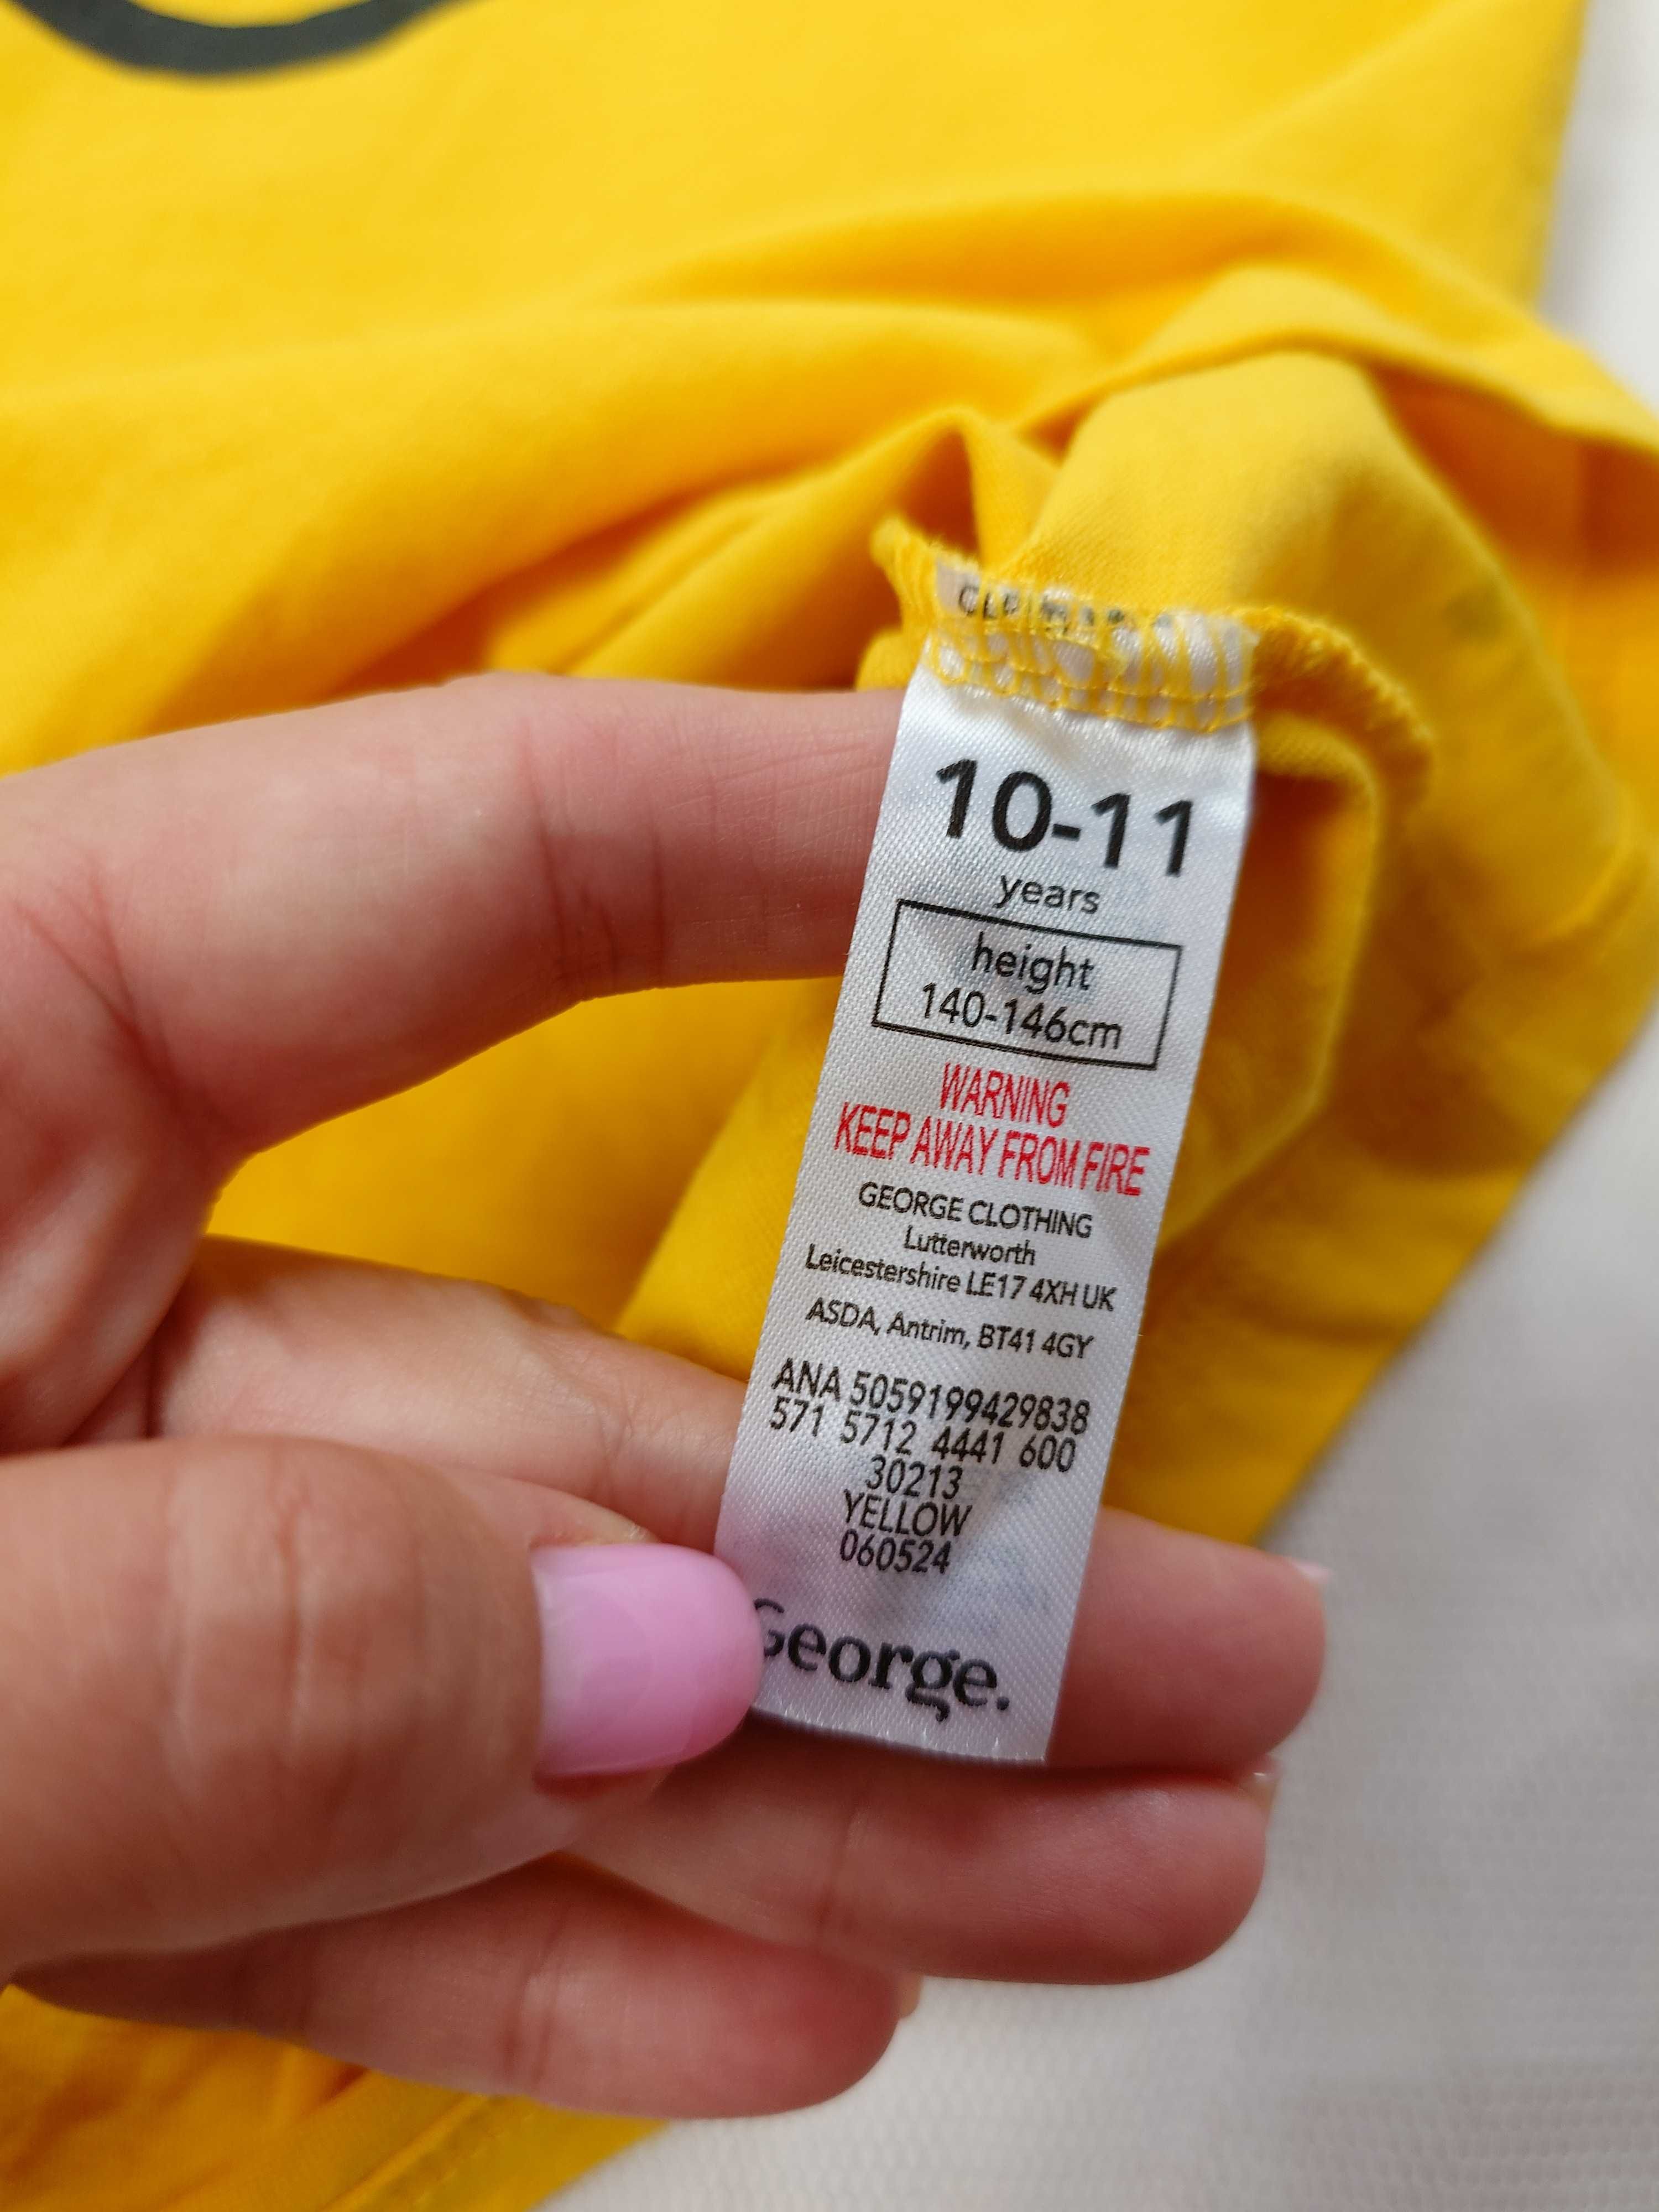 10-11
years
height
140-146cm
WARNING
KEEP AWAY FROM FIRE
GEORGE CLOTHING
Lutterworth
Leicestershire LE17 4XH UK
ASDA, Antrim, BT41 4GY
ANA 5059199429838
571 5712 4441 600
30213
YELLOW
060524
George.